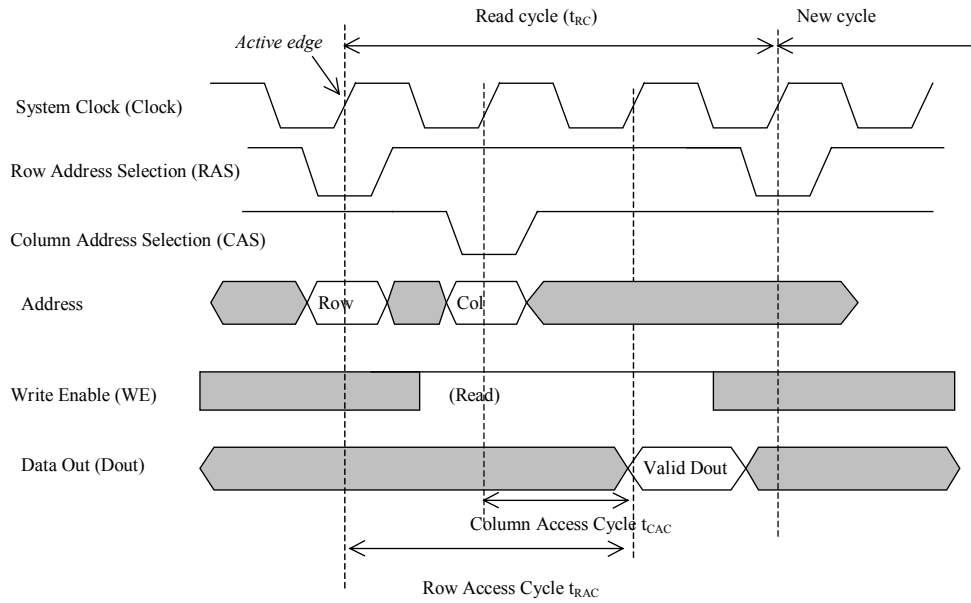 Read cycle (tRC)
New cycle
Active edge
System Clock (Clock)
Row Address Selection (RAS)
Column Address Selection (CAS)
Address
Row
Col
Write Enable (WE)
(Read)
Data Out (Dout)
Valid Dout
Column Access Cycle tCAC
Row Access Cycle tRAC